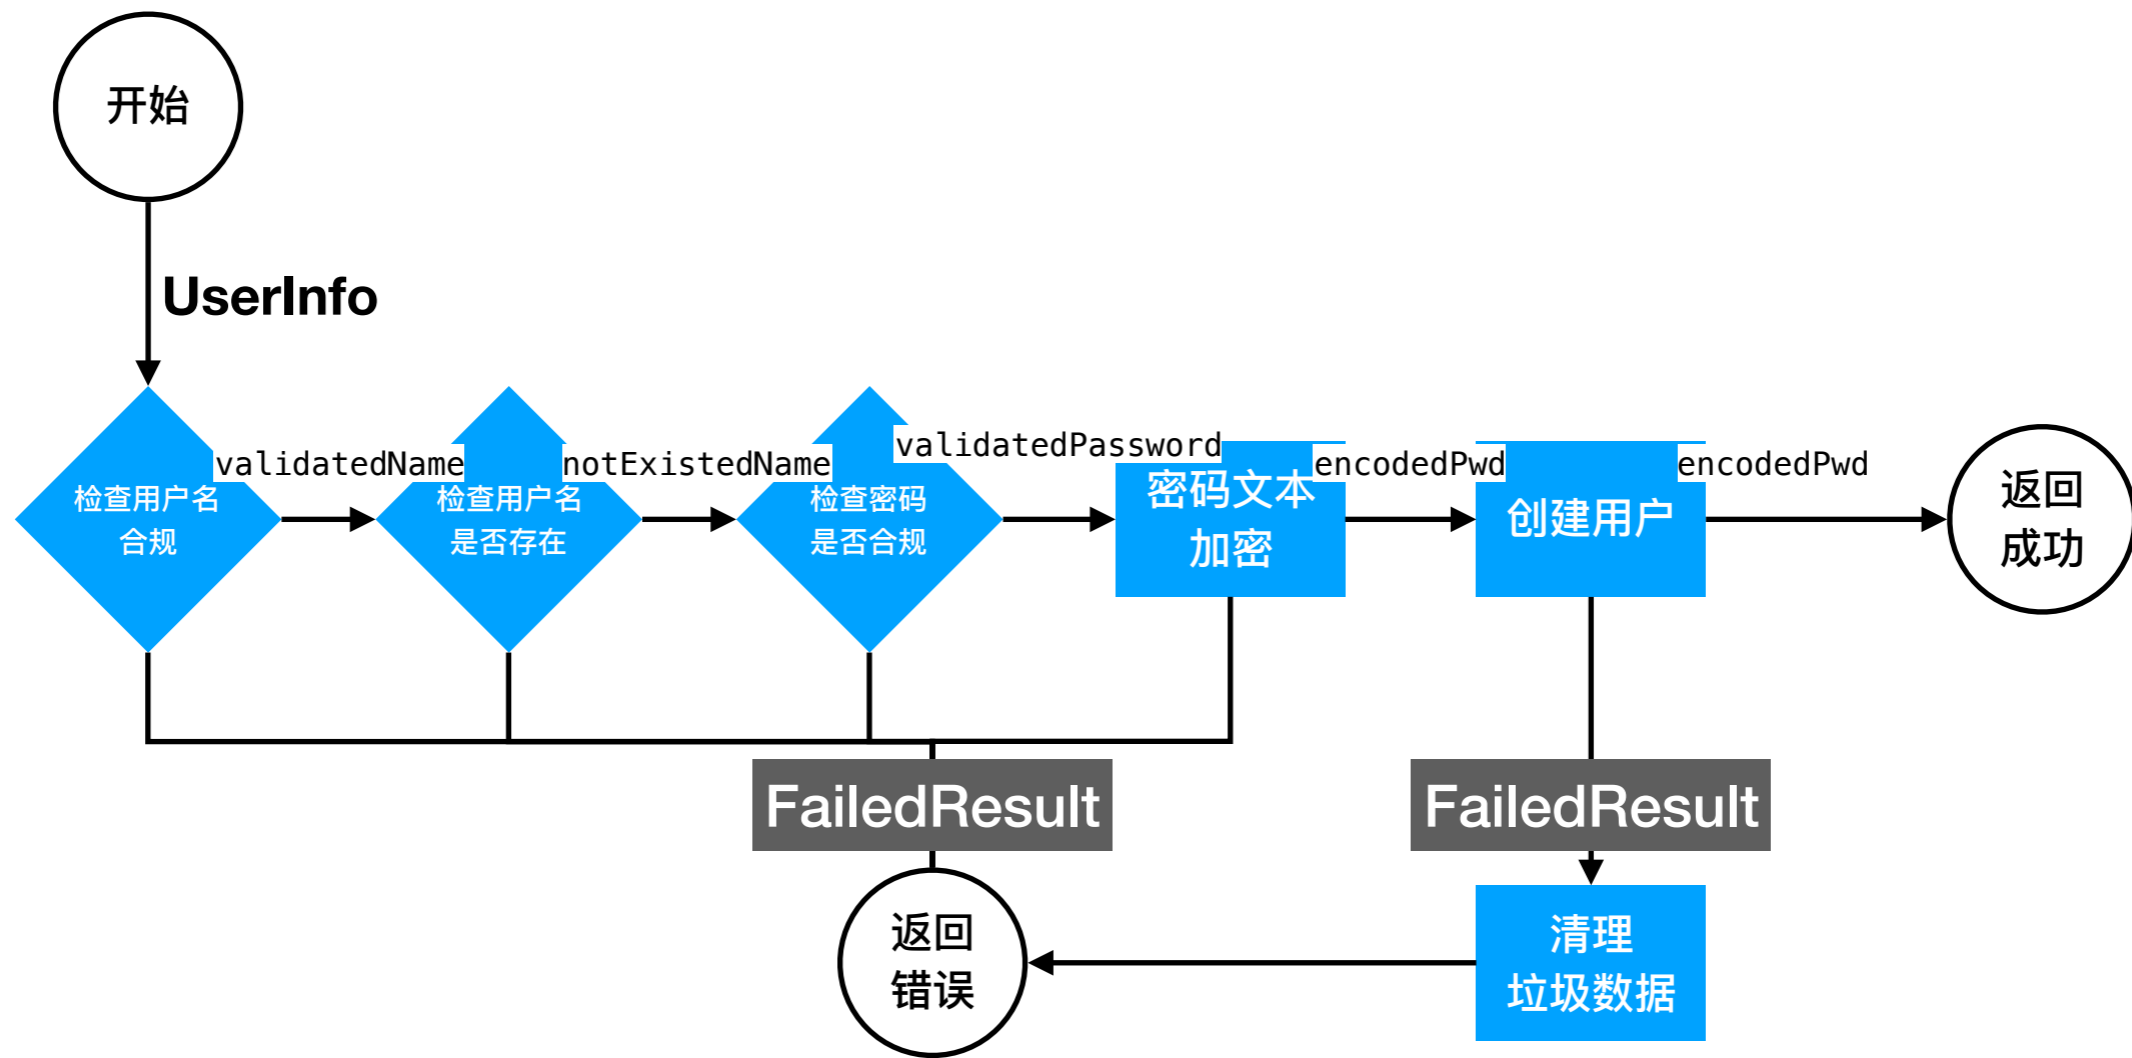 开始
UserInfo
validatedName
notExistedName
validatedPassword
encodedPwd
encodedPwd
检查用户名
合规
检查用户名
是否存在
检查密码
是否合规
密码文本
加密
创建用户
返回
成功
FailedResult
FailedResult
返回
错误
清理
垃圾数据